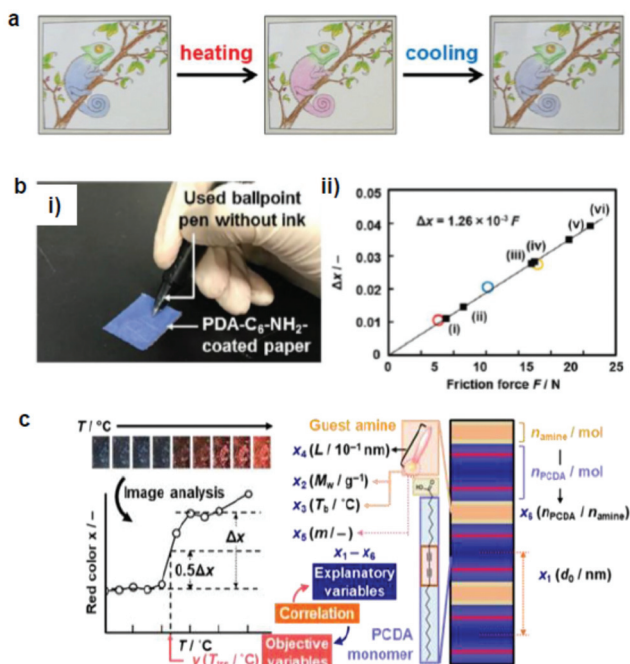 a
heating
cooling
b
i)
Used ballpoint
pen without ink
PDA-C6-NH2-
coated paper
ii)
0.05
0.04
0.03
0.02
0.01
0
Δx / –
Δx = 1.26 × 10⁻³ F
(i)
(ii)
(iii)
(iv)
(v)
(vi)
0
5
10
15
20
25
Friction force F / N
c
T / °C
Image analysis
Red color x / –
Δx
0.5Δx
T / °C
Guest amine
x4 (L / 10⁻¹ nm)
x2 (Mw / g⁻¹)
x3 (Tb / °C)
x5 (m / –)
x1 – x6
Explanatory
variables
Correlation
Objective
variables
HO
O
PCDA
monomer
namine / mol
nPCDA / mol
x6 (nPCDA / namine)
x1 (d0 / nm)